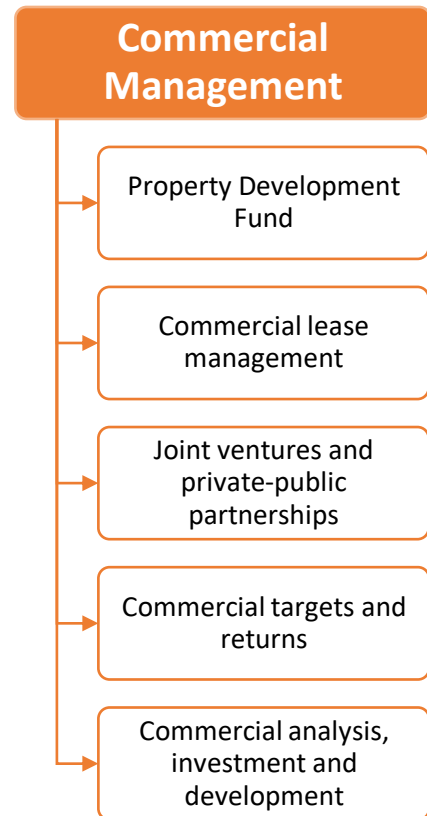 Commercial
Management
Property Development
Fund
Commercial lease
management
Joint ventures and
private-public
partnerships
Commercial targets and
returns
Commercial analysis,
investment and
development